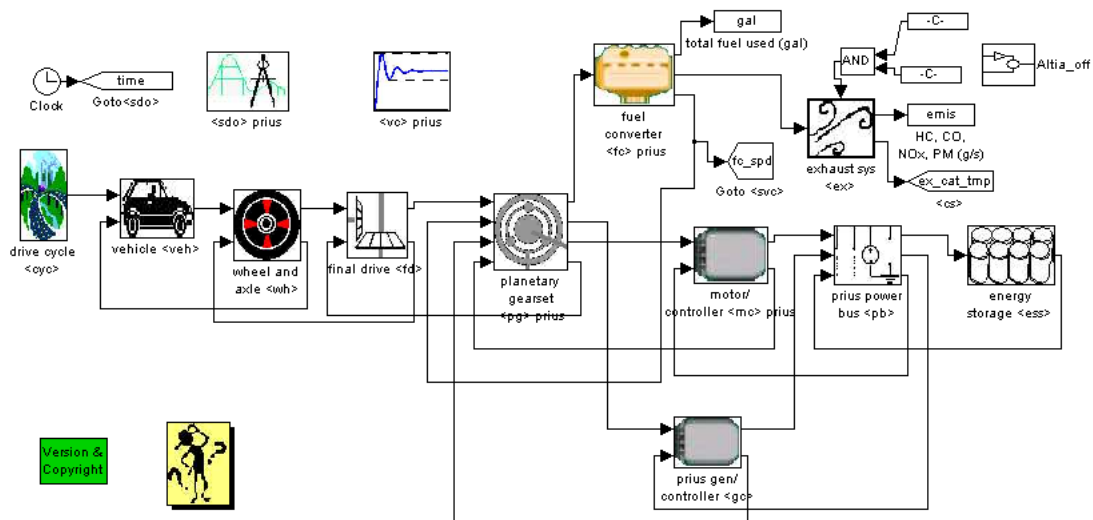 gal
total fuel used (gal)
-C-
-C-
AND
Altia_off
time
Clock
Goto<sdo>
<sdo> prius
<vc> prius
fuel
converter
<fc> prius
emis
HC, CO,
NOx, PM (g/s)
exhaust sys
<ex>
fc_spd
Goto <svc>
ex_cat_tmp
<cs>
drive cycle
<cyc>
vehicle <veh>
wheel and
axle <wh>
final drive <fd>
planetary
gearset
<pg> prius
motor/
controller <mc> prius
prius power
bus <pb>
energy
storage <ess>
Version &
Copyright
? ?
prius gen/
controller <gc>